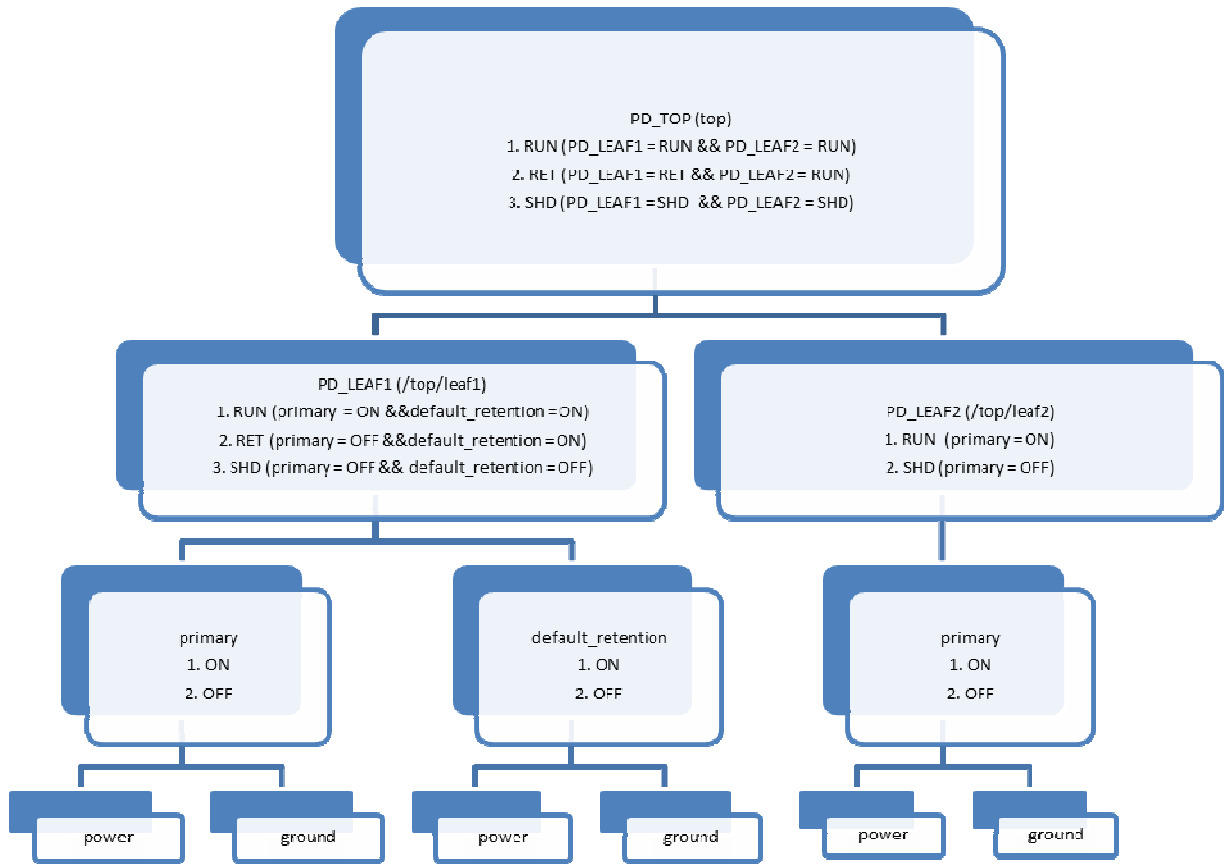 PD_TOP (top)
1. RUN (PD_LEAF1 = RUN && PD_LEAF2 = RUN)
2. RET (PD_LEAF1 = RET && PD_LEAF2 = RUN)
3. SHD (PD_LEAF1 = SHD && PD_LEAF2 = SHD)
PD_LEAF1 (/top/leaf1)
1. RUN (primary = ON &&default_retention = ON)
2. RET (primary = OFF &&default_retention = ON)
3. SHD (primary = OFF && default_retention = OFF)
PD_LEAF2 (/top/leaf2)
1. RUN (primary = ON)
2. SHD (primary = OFF)
primary
1. ON
2. OFF
default_retention
1. ON
2. OFF
primary
1. ON
2. OFF
power
ground
power
ground
power
ground